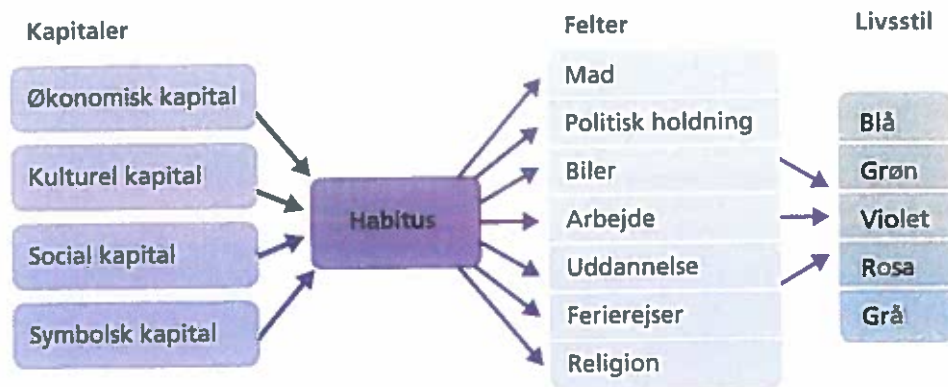 Kapitaler
Økonomisk kapital
Kulturel kapital
Social kapital
Symbolsk kapital
Habitus
Felter
Mad
Politisk holdning
Biler
Arbejde
Uddannelse
Ferierejser
Religion
Livsstil
Blå
Grøn
Violet
Rosa
Grå